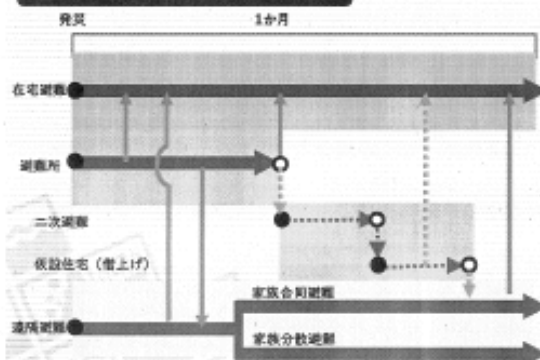 発災
1か月
在宅避難
避難所
二次避難
仮設住宅（借上げ）
家族合同避難
遠隔避難
家族分散避難